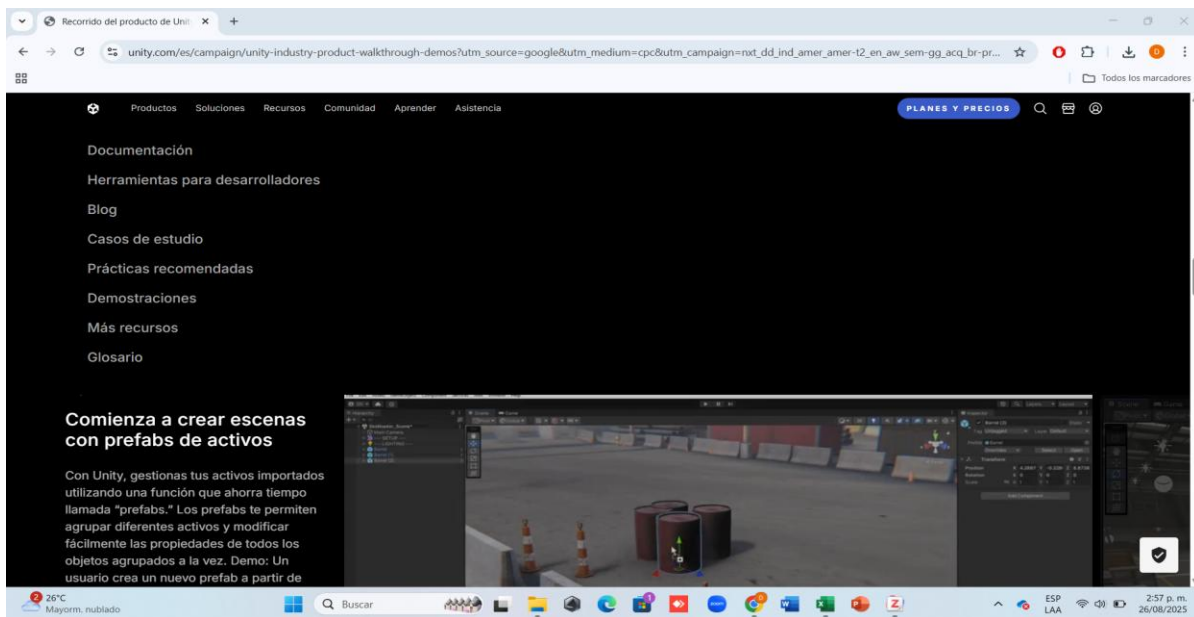 Recorrido del producto de Unit
unity.com/es/campaign/unity-industry-product-walkthrough-demos?utm_source=google&utm_medium=cpc&utm_campaign=nxt_dd_ind_amer_amer-t2_en_aw_sem-gg_acq_br-pr...
Todos los marcadores
Productos Soluciones Recursos Comunidad Aprender Asistencia PLANES Y PRECIOS
Documentación
Herramientas para desarrolladores
Blog
Casos de estudio
Prácticas recomendadas
Demostraciones
Más recursos
Glosario
Comienza a crear escenas
con prefabs de activos
Con Unity, gestionas tus activos importados
utilizando una función que ahorra tiempo
llamada "prefabs." Los prefabs te permiten
agrupar diferentes activos y modificar
fácilmente las propiedades de todos los
objetos agrupados a la vez. Demo: Un
usuario crea un nuevo prefab a partir de
Add Component
2 26°C
Mayorm. nublado
Buscar
ESP
LAA
2:57 p. m.
26/08/2025